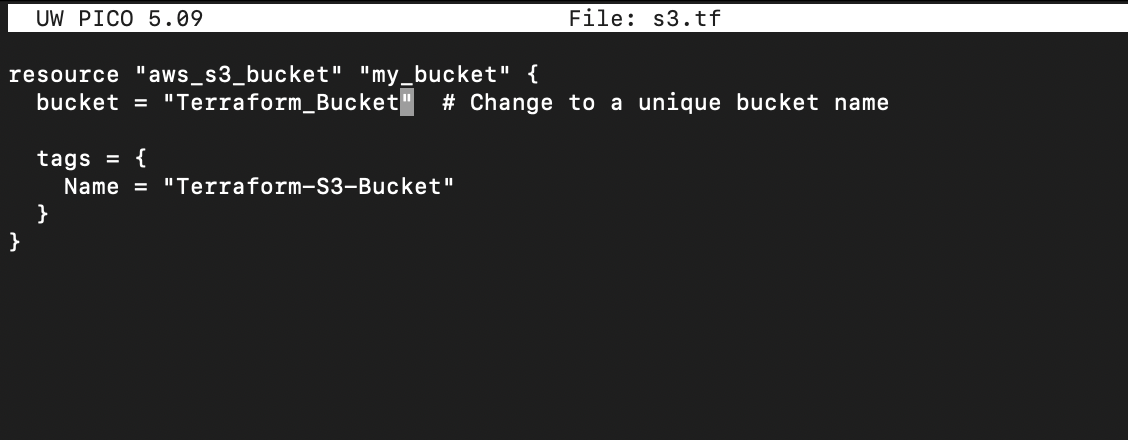 UW PICO 5.09 File: s3.tf
resource "aws_s3_bucket" "my_bucket" {
  bucket = "Terraform_Bucket"  # Change to a unique bucket name
  tags = {
    Name = "Terraform-S3-Bucket"
  }
}